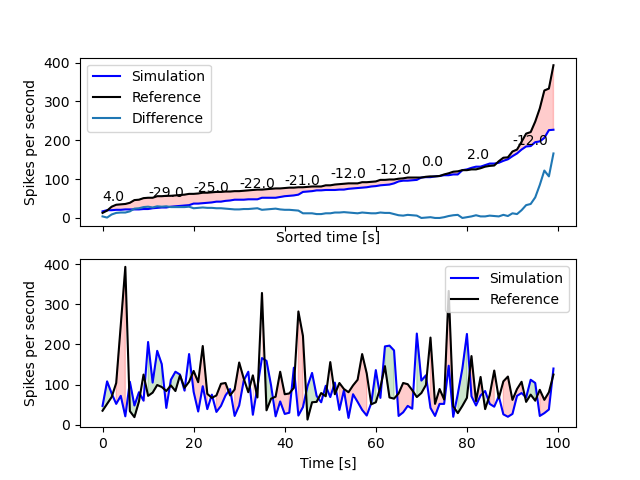 400
300
200
100
0
Spikes per second
Simulation
Reference
Difference
4.0
-29.0
-25.0
-22.0
-21.0
-12.0
-12.0
0.0
2.0
-12.0
Sorted time [s]
400
300
200
100
0
Spikes per second
Simulation
Reference
0
20
40
60
80
100
Time [s]